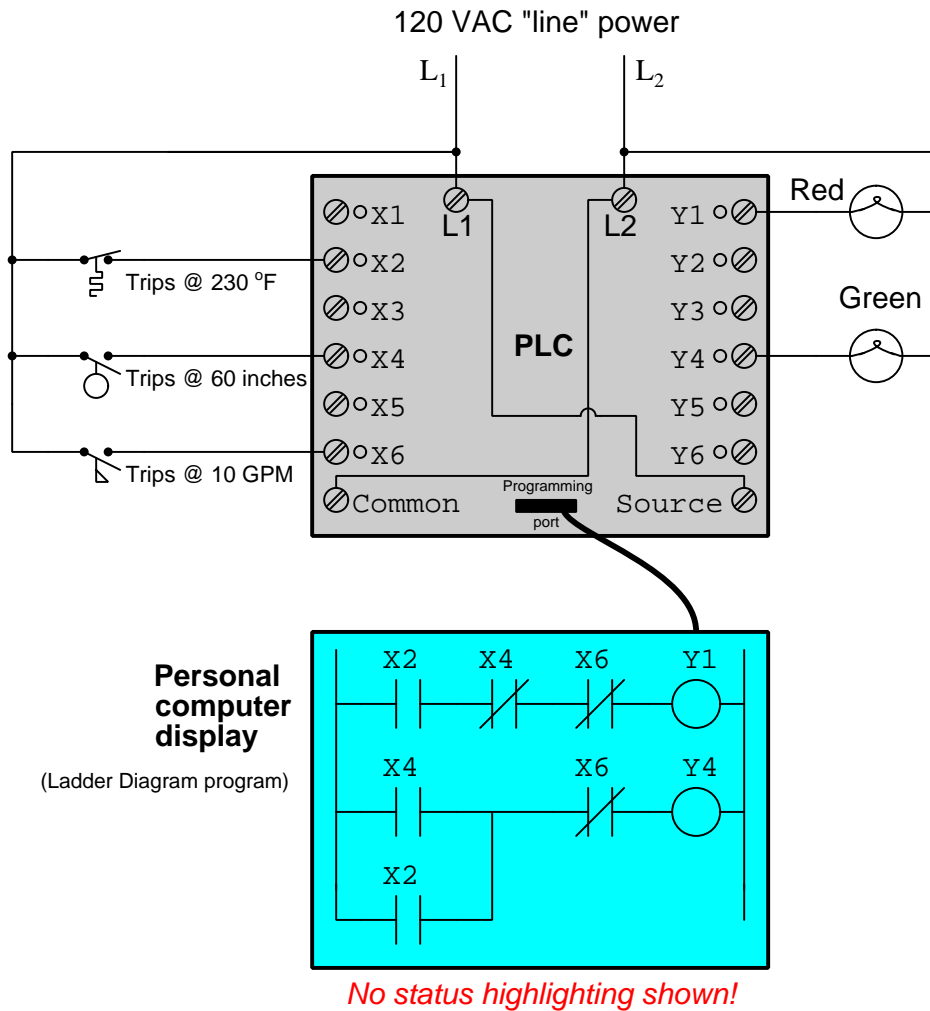 120 VAC "line" power
L1 L2
X1 L1 L2 Y1 Red
X2 Y2
Trips @ 230 °F
X3 Y3 Green
PLC
X4 Y4
Trips @ 60 inches
X5 Y5
X6 Y6
Trips @ 10 GPM
Common Programming port Source
Personal
computer
display
(Ladder Diagram program)
X2 X4 X6 Y1
X4 X6 Y4
X2
No status highlighting shown!